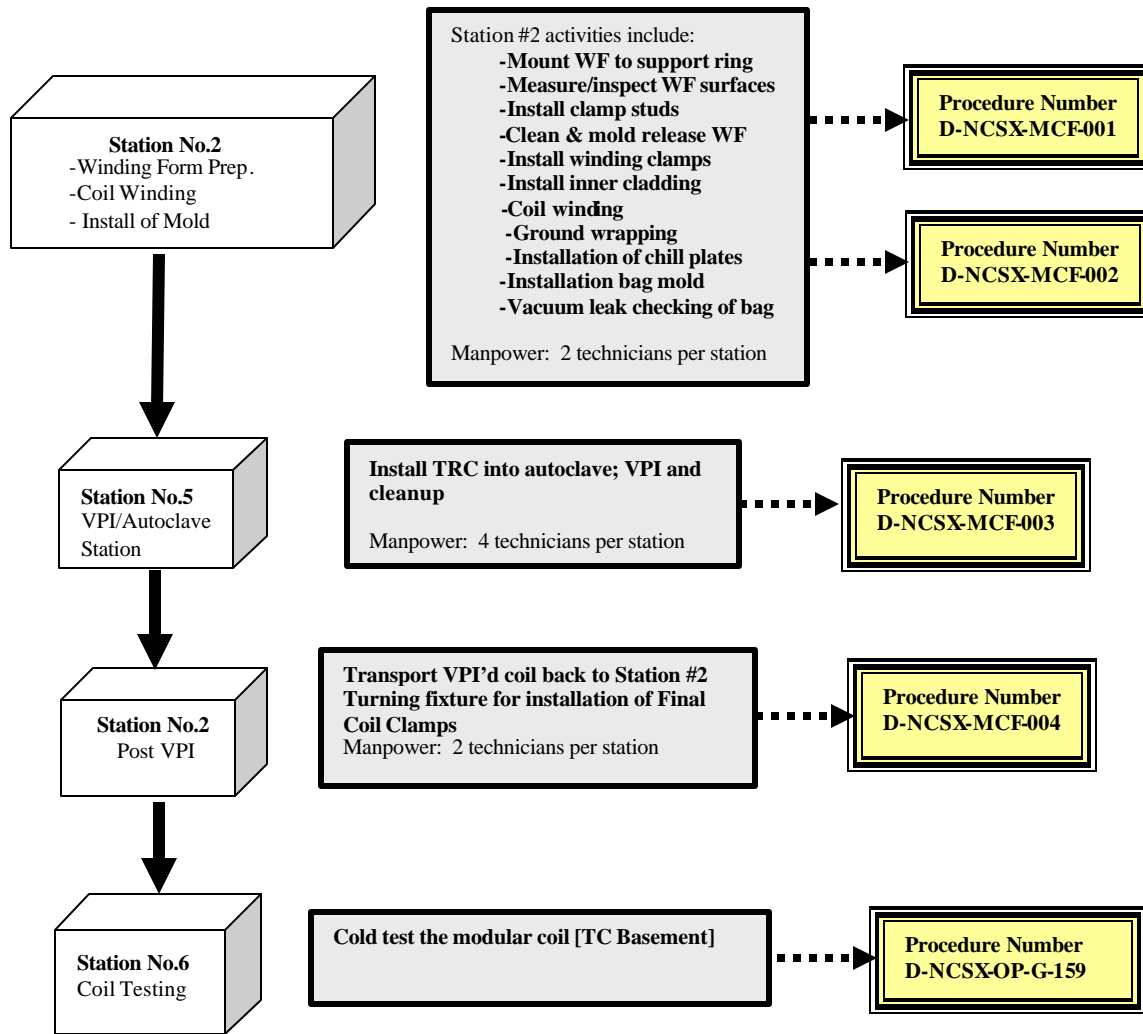 Station No.2
-Winding Form Prep.
-Coil Winding
- Install of Mold
Station #2 activities include:
-Mount WF to support ring
-Measure/inspect WF surfaces
-Install clamp studs
-Clean & mold release WF
-Install winding clamps
-Install inner cladding
-Coil winding
-Ground wrapping
-Installation of chill plates
-Installation bag mold
-Vacuum leak checking of bag
Manpower: 2 technicians per station
Procedure Number
D-NCSX-MCF-001
Procedure Number
D-NCSX-MCF-002
Station No.5
VPI/Autoclave
Station
Install TRC into autoclave; VPI and
cleanup
Manpower: 4 technicians per station
Procedure Number
D-NCSX-MCF-003
Station No.2
Post VPI
Transport VPI’d coil back to Station #2
Turning fixture for installation of Final
Coil Clamps
Manpower: 2 technicians per station
Procedure Number
D-NCSX-MCF-004
Station No.6
Coil Testing
Cold test the modular coil [TC Basement]
Procedure Number
D-NCSX-OP-G-159